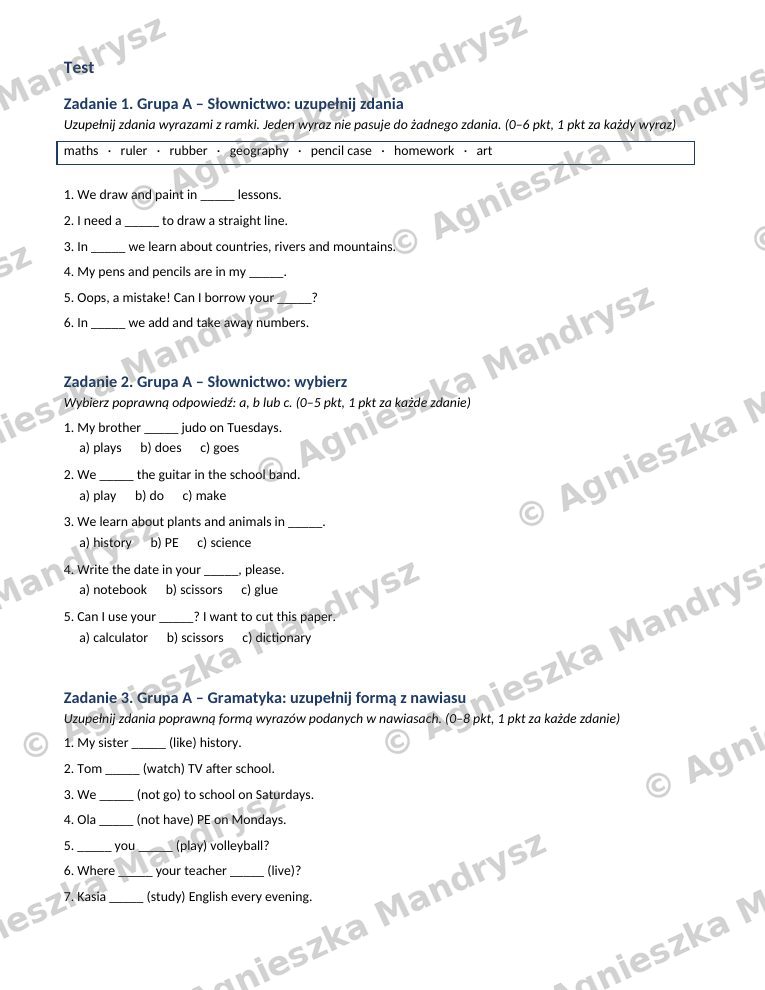 Test
Zadanie 1. Grupa A – Słownictwo: uzupełnij zdania
Uzupełnij zdania wyrazami z ramki. Jeden wyraz nie pasuje do żadnego zdania. (0–6 pkt, 1 pkt za każdy wyraz)
maths · ruler · rubber · geography · pencil case · homework · art
1. We draw and paint in _____ lessons.
2. I need a _____ to draw a straight line.
3. In _____ we learn about countries, rivers and mountains.
4. My pens and pencils are in my _____.
5. Oops, a mistake! Can I borrow your _____?
6. In _____ we add and take away numbers.
Zadanie 2. Grupa A – Słownictwo: wybierz
Wybierz poprawną odpowiedź: a, b lub c. (0–5 pkt, 1 pkt za każde zdanie)
1. My brother _____ judo on Tuesdays.
a) plays b) does c) goes
2. We _____ the guitar in the school band.
a) play b) do c) make
3. We learn about plants and animals in _____.
a) history b) PE c) science
4. Write the date in your _____, please.
a) notebook b) scissors c) glue
5. Can I use your _____? I want to cut this paper.
a) calculator b) scissors c) dictionary
Zadanie 3. Grupa A – Gramatyka: uzupełnij formą z nawiasu
Uzupełnij zdania poprawną formą wyrazów podanych w nawiasach. (0–8 pkt, 1 pkt za każde zdanie)
1. My sister _____ (like) history.
2. Tom _____ (watch) TV after school.
3. We _____ (not go) to school on Saturdays.
4. Ola _____ (not have) PE on Mondays.
5. _____ you _____ (play) volleyball?
6. Where _____ your teacher _____ (live)?
7. Kasia _____ (study) English every evening.
© Agnieszka Mandrysz